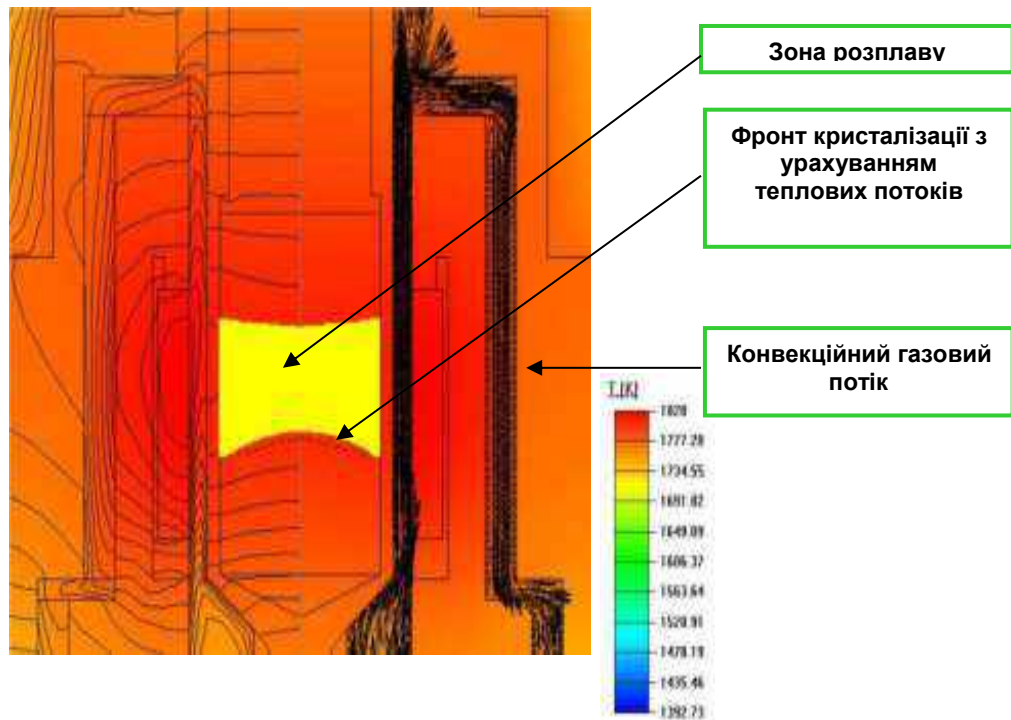 Зона розплаву
Фронт кристалізації з
урахуванням
теплових потоків
Конвекційний газовий
потік
T,[K]
1820
1777.28
1734.55
1691.82
1649.09
1606.37
1563.64
1520.91
1478.19
1435.46
1392.73